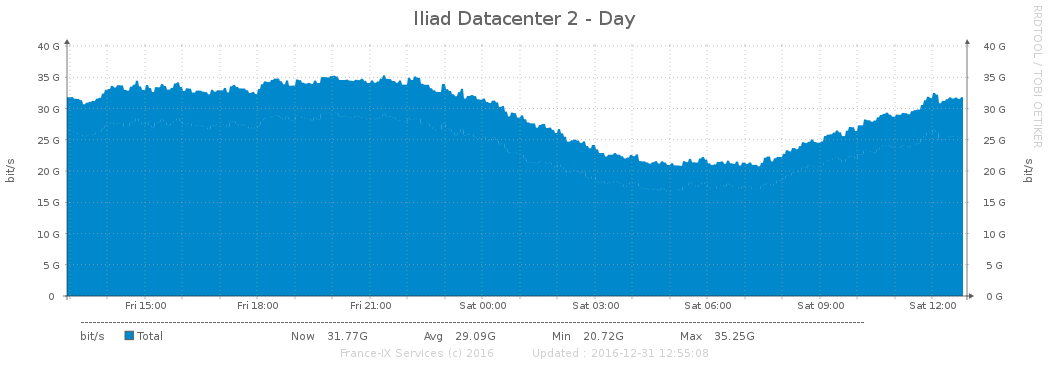 Iliad Datacenter 2 - Day
RRDTOOL / TOBI OETIKER
40 G 40 G
35 G 35 G
30 G 30 G
25 G 25 G
20 G 20 G
15 G 15 G
10 G 10 G
5 G 5 G
0 0 G
bit/s bit/s
Fri 15:00 Fri 18:00 Fri 21:00 Sat 00:00 Sat 03:00 Sat 06:00 Sat 09:00 Sat 12:00
bit/s Total Now 31.77G Avg 29.09G Min 20.72G Max 35.25G
France-IX Services (c) 2016 Updated : 2016-12-31 12:55:08